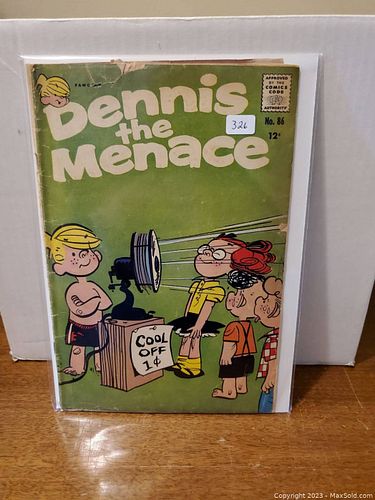 APPROVED
BY THE
COMICS
CODE
AUTHORITY
Dennis
the
Menace
326
No. 86
12¢
COOL
OFF
1¢
Copyright 2023 - MaxSold.com